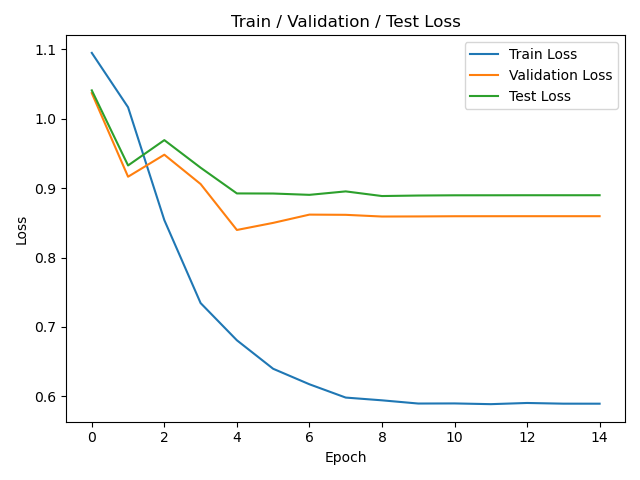 Train / Validation / Test Loss
Train Loss
Validation Loss
Test Loss
1.1
1.0
0.9
0.8
0.7
0.6
Loss
0 2 4 6 8 10 12 14
Epoch